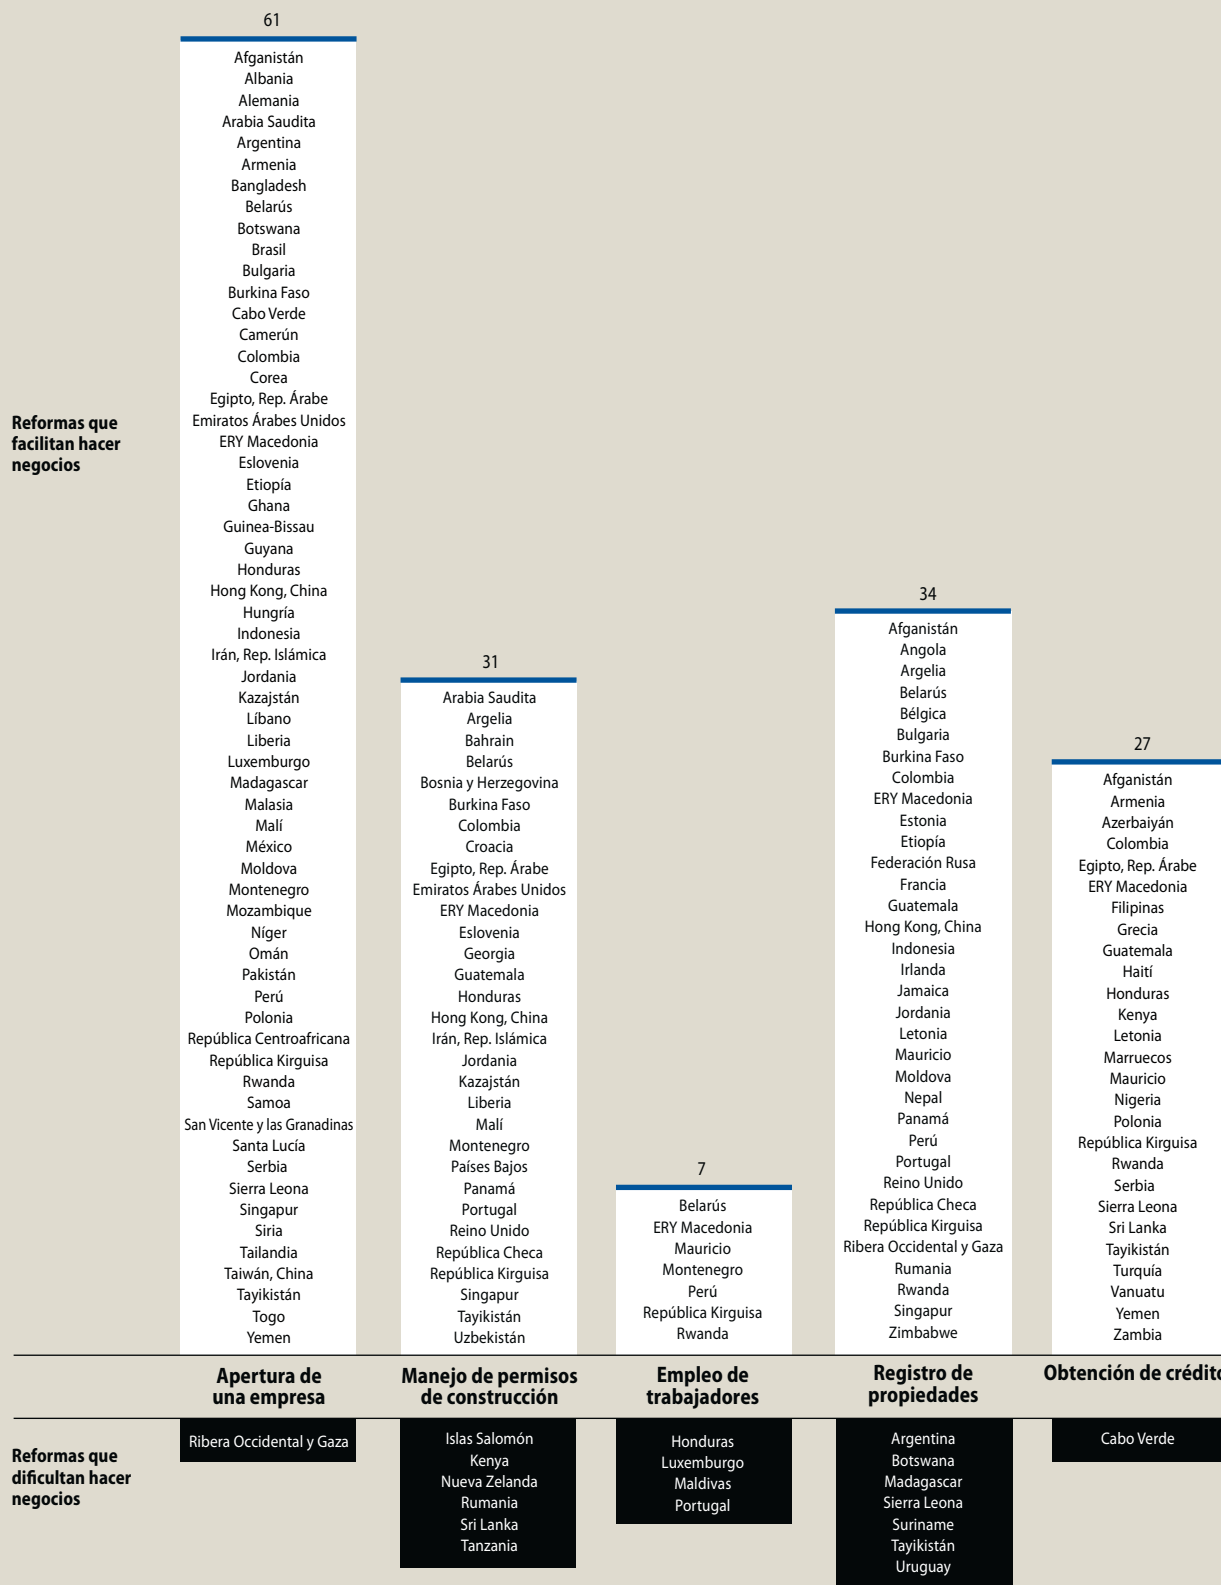 61
Afganistán
Albania
Alemania
Arabia Saudita
Argentina
Armenia
Bangladesh
Belarús
Botswana
Brasil
Bulgaria
Burkina Faso
Cabo Verde
Camerún
Colombia
Corea
Egipto, Rep. Árabe
Emiratos Árabes Unidos
ERY Macedonia
Eslovenia
Etiopía
Ghana
Guinea-Bissau
Guyana
Honduras
Hong Kong, China
Hungría
Indonesia
Irán, Rep. Islámica
Jordania
Kazajstán
Líbano
Liberia
Luxemburgo
Madagascar
Malasia
Malí
México
Moldova
Montenegro
Mozambique
Níger
Omán
Pakistán
Perú
Polonia
República Centroafricana
República Kirguisa
Rwanda
Samoa
San Vicente y las Granadinas
Santa Lucía
Serbia
Sierra Leona
Singapur
Siria
Tailandia
Taiwán, China
Tayikistán
Togo
Yemen
Reformas que
facilitan hacer
negocios
31
Arabia Saudita
Argelia
Bahrain
Belarús
Bosnia y Herzegovina
Burkina Faso
Colombia
Croacia
Egipto, Rep. Árabe
Emiratos Árabes Unidos
ERY Macedonia
Eslovenia
Georgia
Guatemala
Honduras
Hong Kong, China
Irán, Rep. Islámica
Jordania
Kazajstán
Liberia
Malí
Montenegro
Países Bajos
Panamá
Portugal
Reino Unido
República Checa
República Kirguisa
Singapur
Tayikistán
Uzbekistán
7
Belarús
ERY Macedonia
Mauricio
Montenegro
Perú
República Kirguisa
Rwanda
34
Afganistán
Angola
Argelia
Belarús
Bélgica
Bulgaria
Burkina Faso
Colombia
ERY Macedonia
Estonia
Etiopía
Federación Rusa
Francia
Guatemala
Hong Kong, China
Indonesia
Irlanda
Jamaica
Jordania
Letonia
Mauricio
Moldova
Nepal
Panamá
Perú
Portugal
Reino Unido
República Checa
República Kirguisa
Ribera Occidental y Gaza
Rumania
Rwanda
Singapur
Zimbabwe
27
Afganistán
Armenia
Azerbaiyán
Colombia
Egipto, Rep. Árabe
ERY Macedonia
Filipinas
Grecia
Guatemala
Haití
Honduras
Kenya
Letonia
Marruecos
Mauricio
Nigeria
Polonia
República Kirguisa
Rwanda
Serbia
Sierra Leona
Sri Lanka
Tayikistán
Turquía
Vanuatu
Yemen
Zambia
Apertura de
una empresa
Manejo de permisos
de construcción
Empleo de
trabajadores
Registro de
propiedades
Obtención de crédito
Reformas que
dificultan hacer
negocios
Ribera Occidental y Gaza
Islas Salomón
Kenya
Nueva Zelanda
Rumania
Sri Lanka
Tanzania
Honduras
Luxemburgo
Maldivas
Portugal
Argentina
Botswana
Madagascar
Sierra Leona
Suriname
Tayikistán
Uruguay
Cabo Verde